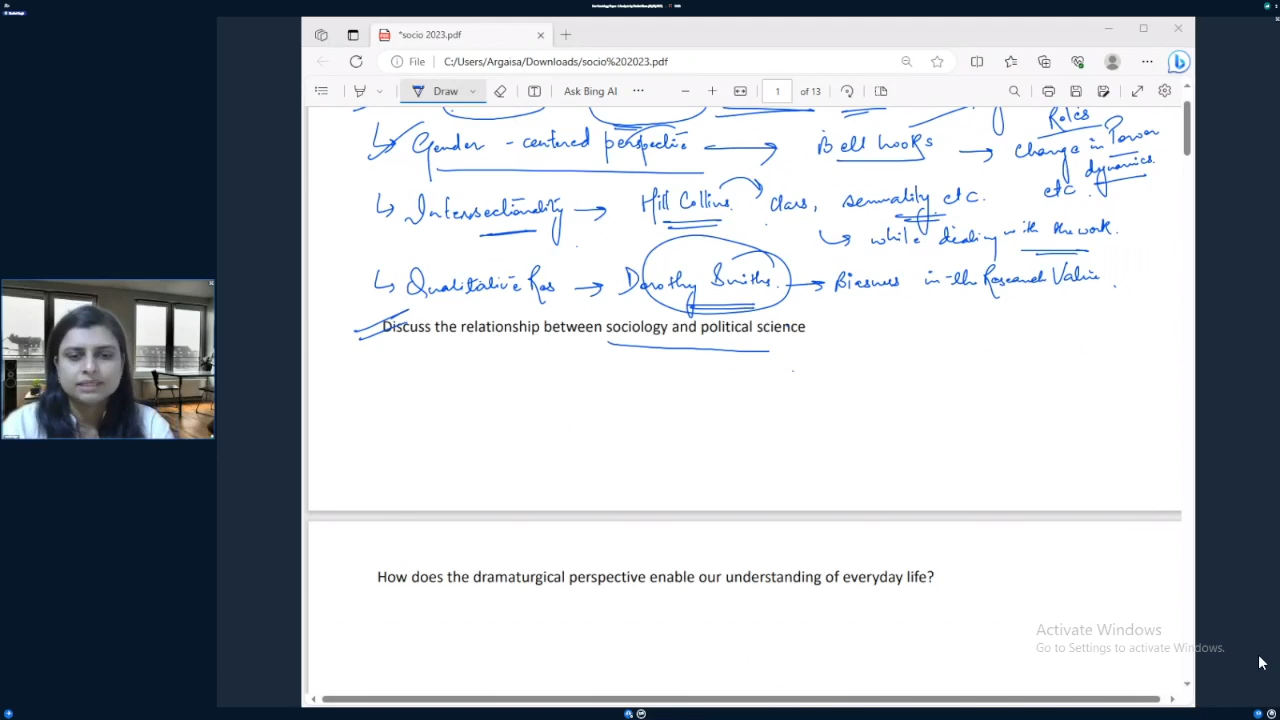 *socio 2023.pdf
File C:/Users/Argaisa/Downloads/socio%202023.pdf
Draw Ask Bing AI 1 of 13
Roles
Gender - centered perspective Bell hooks change in Power dynamics.
etc.
Intersectionality Hill Collins class, sexuality etc.
while dealing with the work.
Qualitative Res Dorothy Smiths. Biasness in the Research Value.
Discuss the relationship between sociology and political science
How does the dramaturgical perspective enable our understanding of everyday life?
Activate Windows
Go to Settings to activate Windows.